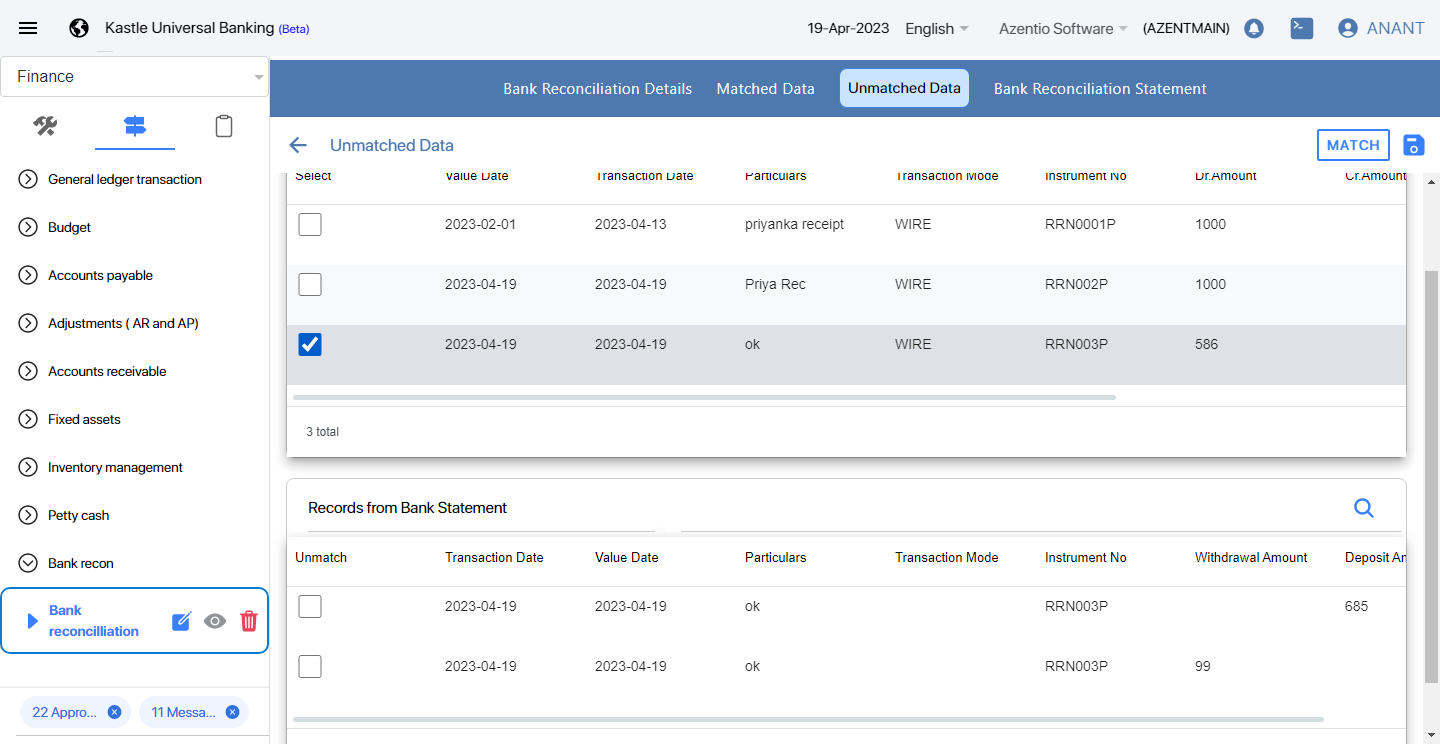 Kastle Universal Banking (Beta)
19-Apr-2023
English
Azentio Software
(AZENTMAIN)
ANANT
Finance
Bank Reconciliation Details
Matched Data
Unmatched Data
Bank Reconciliation Statement
Unmatched Data
MATCH
General ledger transaction
Budget
Accounts payable
Adjustments ( AR and AP)
Accounts receivable
Fixed assets
Inventory management
Petty cash
Bank recon
Bank
reconcilliation
22 Appro...
11 Messa...
Select Value Date Transaction Date Particulars Transaction Mode Instrument No Dr.Amount Cr.Amount
2023-02-01 2023-04-13 priyanka receipt WIRE RRN0001P 1000
2023-04-19 2023-04-19 Priya Rec WIRE RRN002P 1000
2023-04-19 2023-04-19 ok WIRE RRN003P 586
3 total
Records from Bank Statement
Unmatch Transaction Date Value Date Particulars Transaction Mode Instrument No Withdrawal Amount Deposit Am
2023-04-19 2023-04-19 ok RRN003P 685
2023-04-19 2023-04-19 ok RRN003P 99